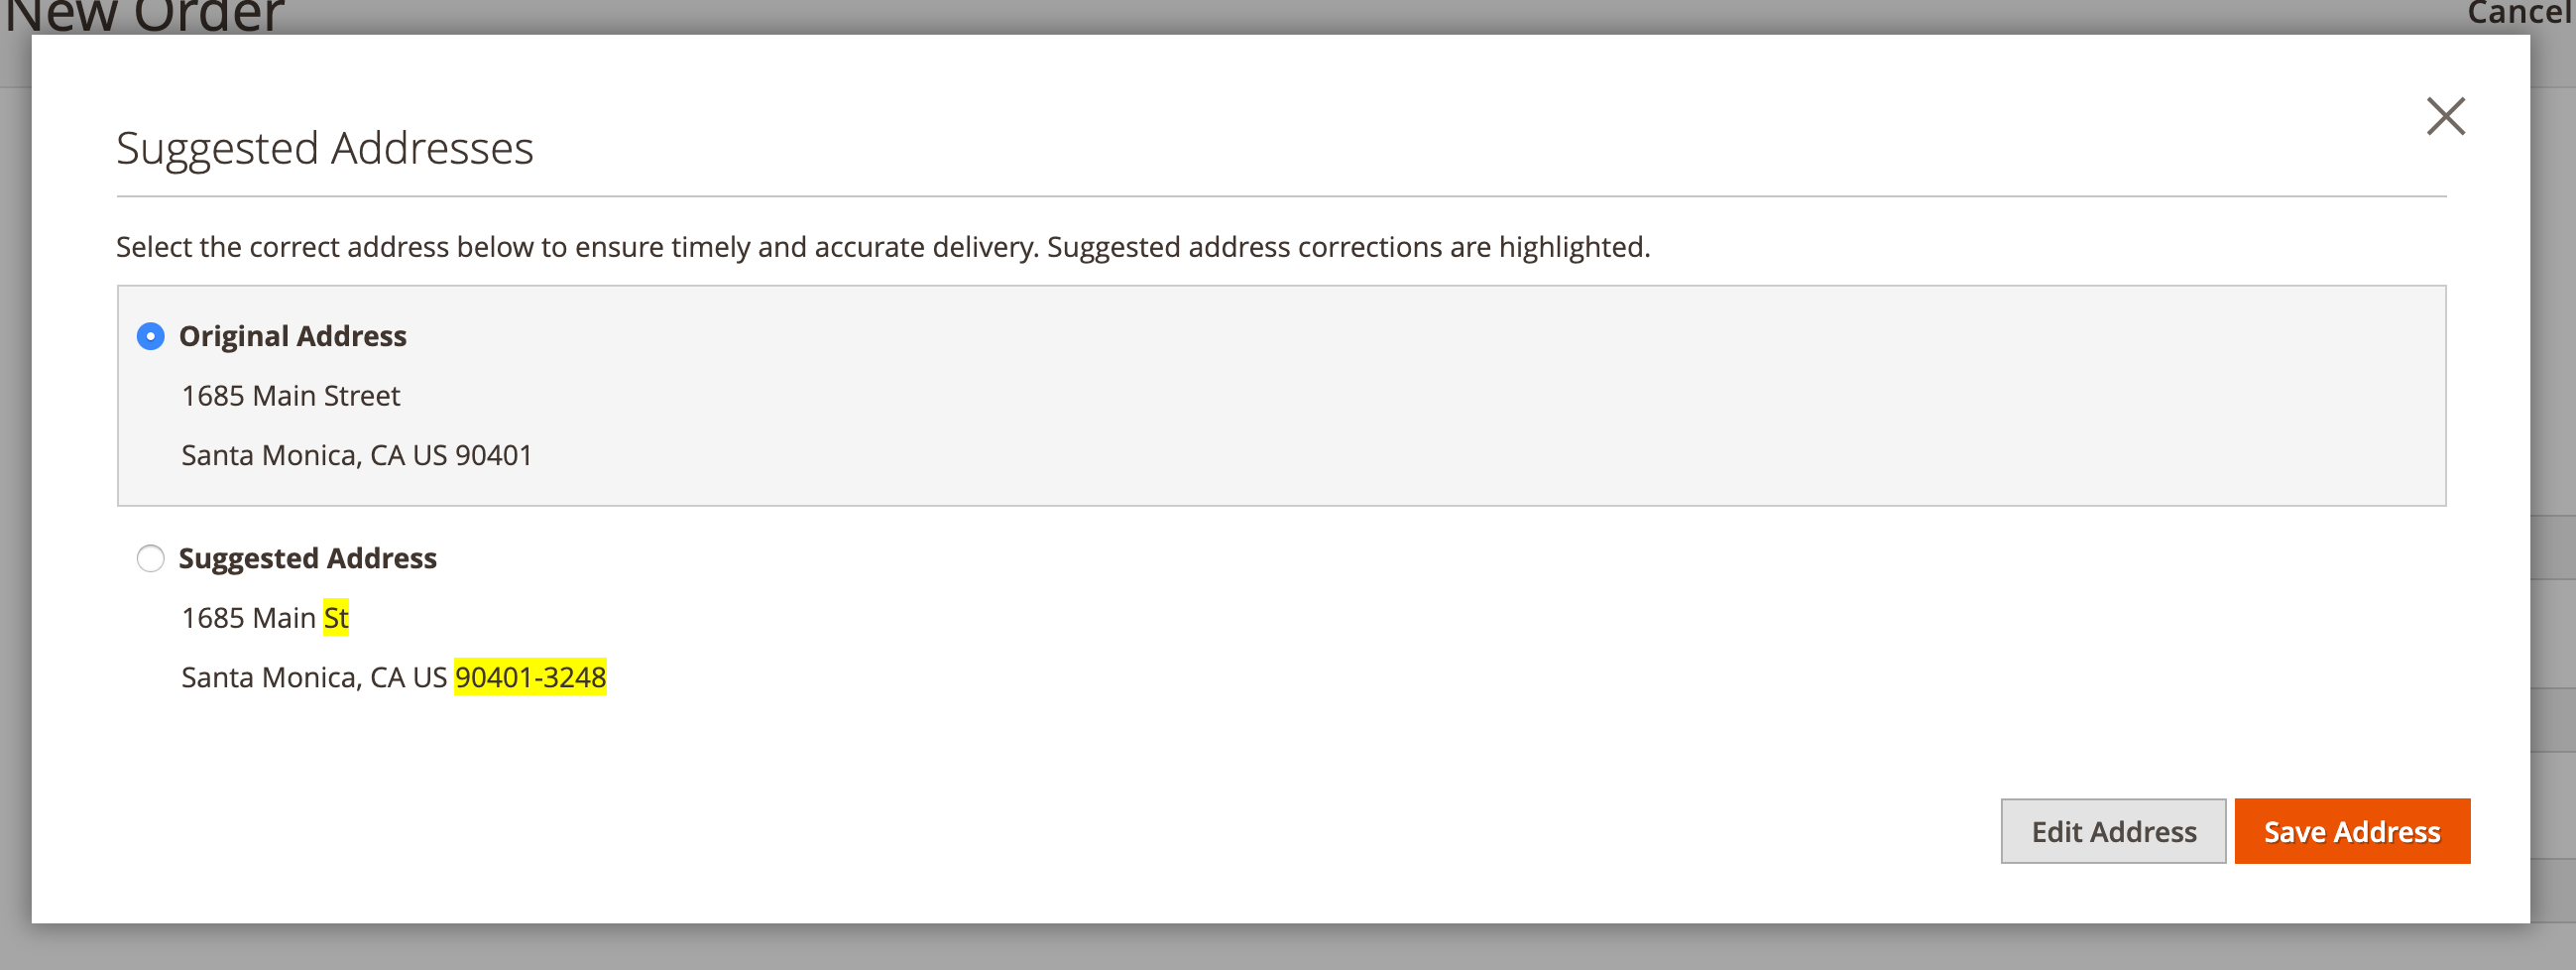 New Order
Cancel
Suggested Addresses
Select the correct address below to ensure timely and accurate delivery. Suggested address corrections are highlighted.
Original Address
1685 Main Street
Santa Monica, CA US 90401
Suggested Address
1685 Main St
Santa Monica, CA US 90401-3248
Edit Address
Save Address